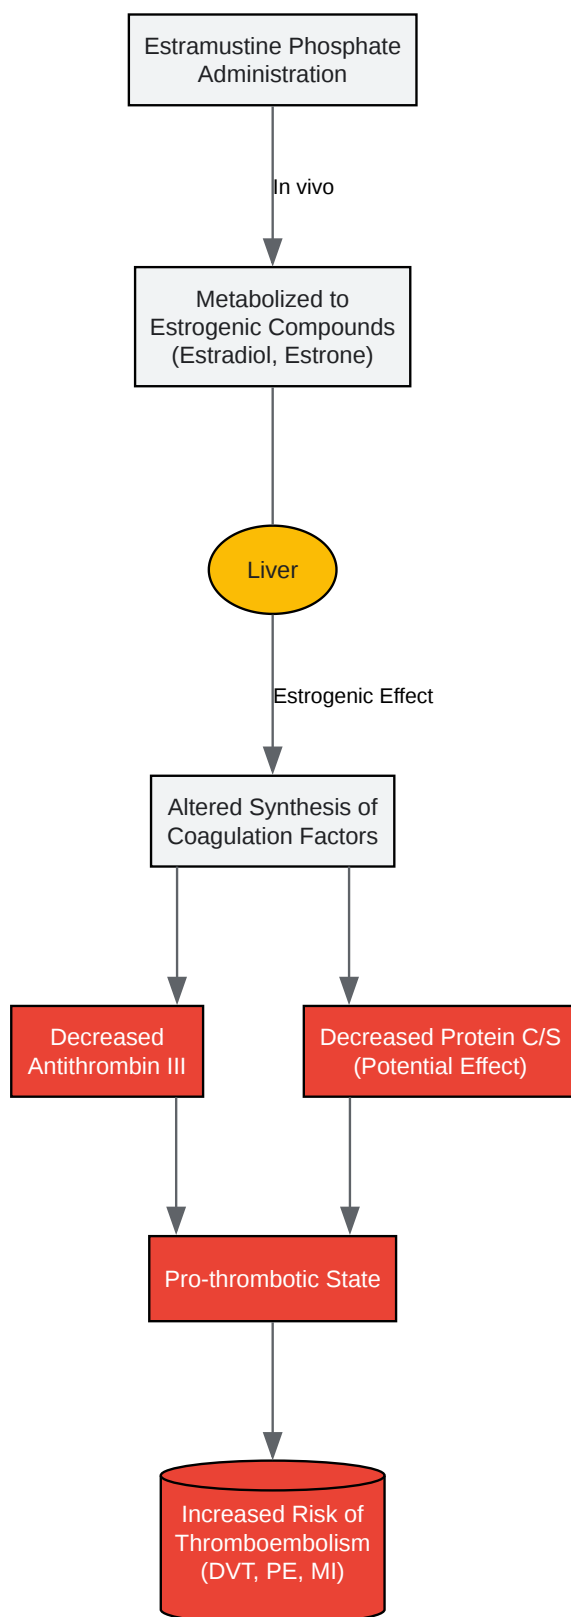 Estramustine Phosphate
Administration
In vivo
Metabolized to
Estrogenic Compounds
(Estradiol, Estrone)
Liver
Estrogenic Effect
Altered Synthesis of
Coagulation Factors
Decreased
Antithrombin III
Decreased Protein C/S
(Potential Effect)
Pro-thrombotic State
Increased Risk of
Thromboembolism
(DVT, PE, MI)